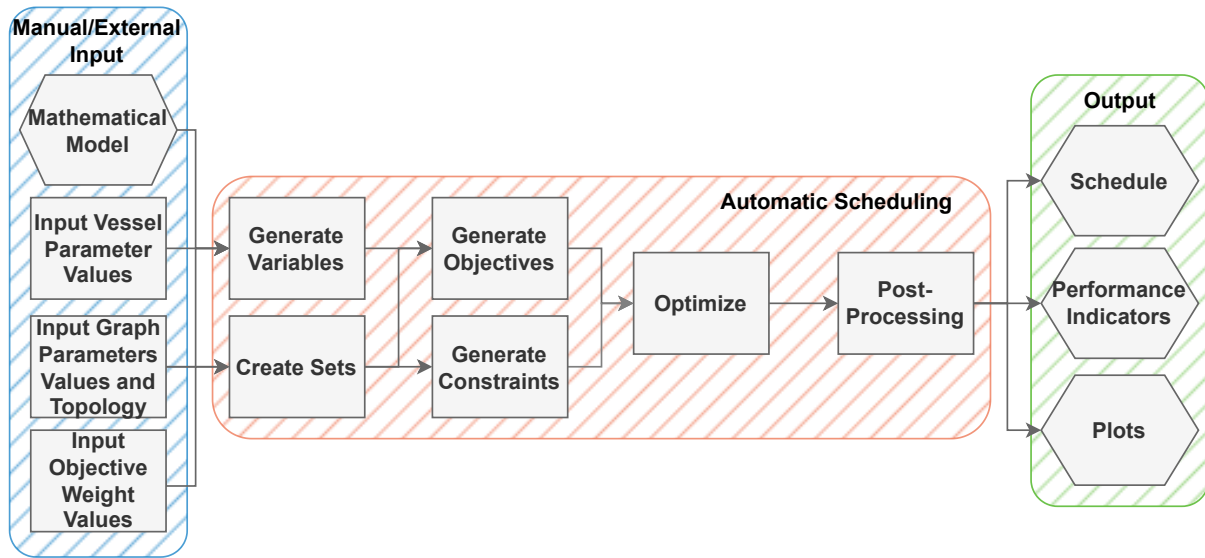 Manual/External
Input
Mathematical
Model
Input Vessel
Parameter
Values
Input Graph
Parameters
Values and
Topology
Input
Objective
Weight
Values
Automatic Scheduling
Generate
Variables
Create Sets
Generate
Objectives
Generate
Constraints
Optimize
Post-
Processing
Output
Schedule
Performance
Indicators
Plots